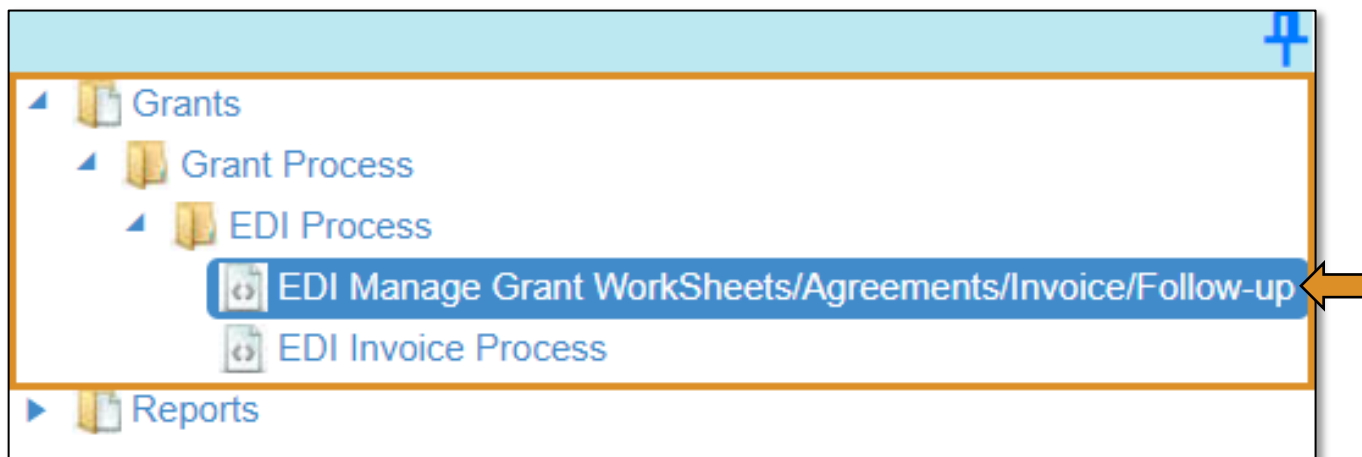 Grants
Grant Process
EDI Process
EDI Manage Grant WorkSheets/Agreements/Invoice/Follow-up
EDI Invoice Process
Reports